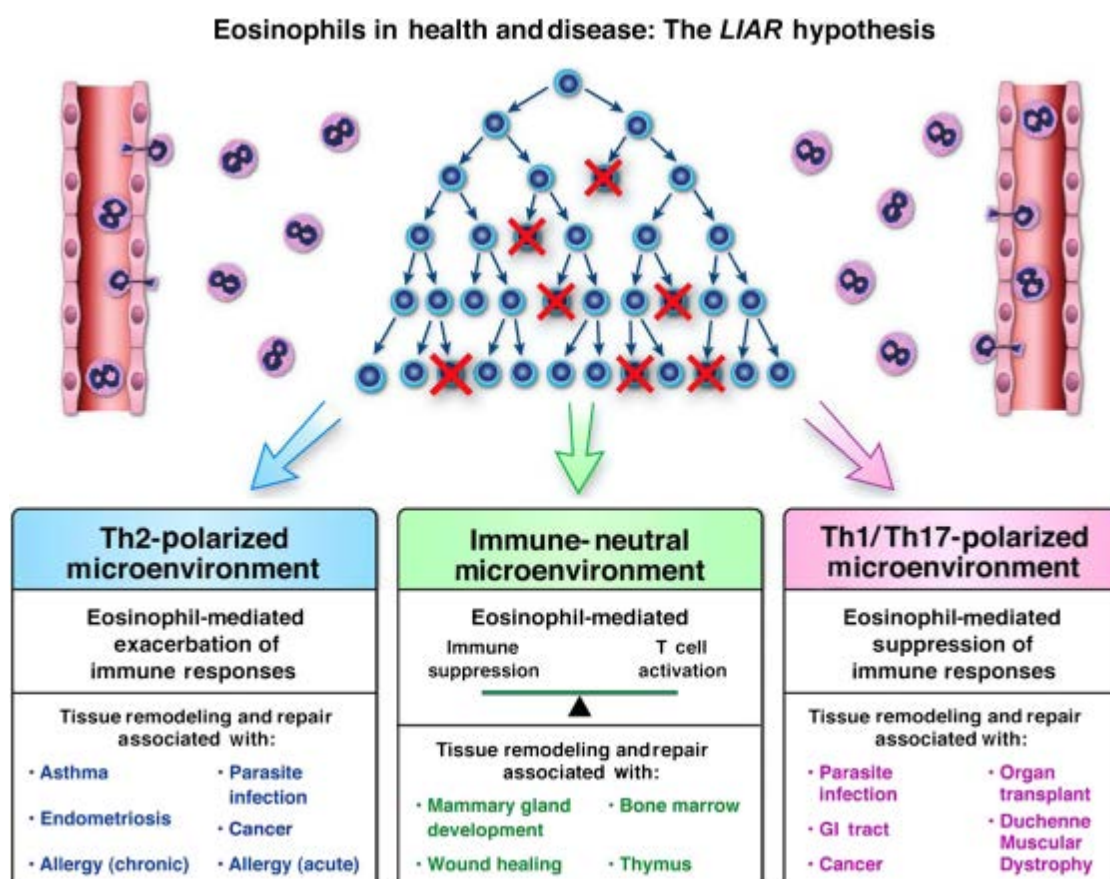 Eosinophils in health and disease: The LIAR hypothesis
Th2-polarized
microenvironment
Eosinophil-mediated
exacerbation of
immune responses
Tissue remodeling and repair
associated with:
• Asthma
• Endometriosis
• Allergy (chronic)
• Parasite
infection
• Cancer
• Allergy (acute)
Immune-neutral
microenvironment
Eosinophil-mediated
Immune
suppression
T cell
activation
Tissue remodeling and repair
associated with:
• Mammary gland
development
• Wound healing
• Bone marrow
• Thymus
Th1/Th17-polarized
microenvironment
Eosinophil-mediated
suppression of
immune responses
Tissue remodeling and repair
associated with:
• Parasite
infection
• GI tract
• Cancer
• Organ
transplant
• Duchenne
Muscular
Dystrophy